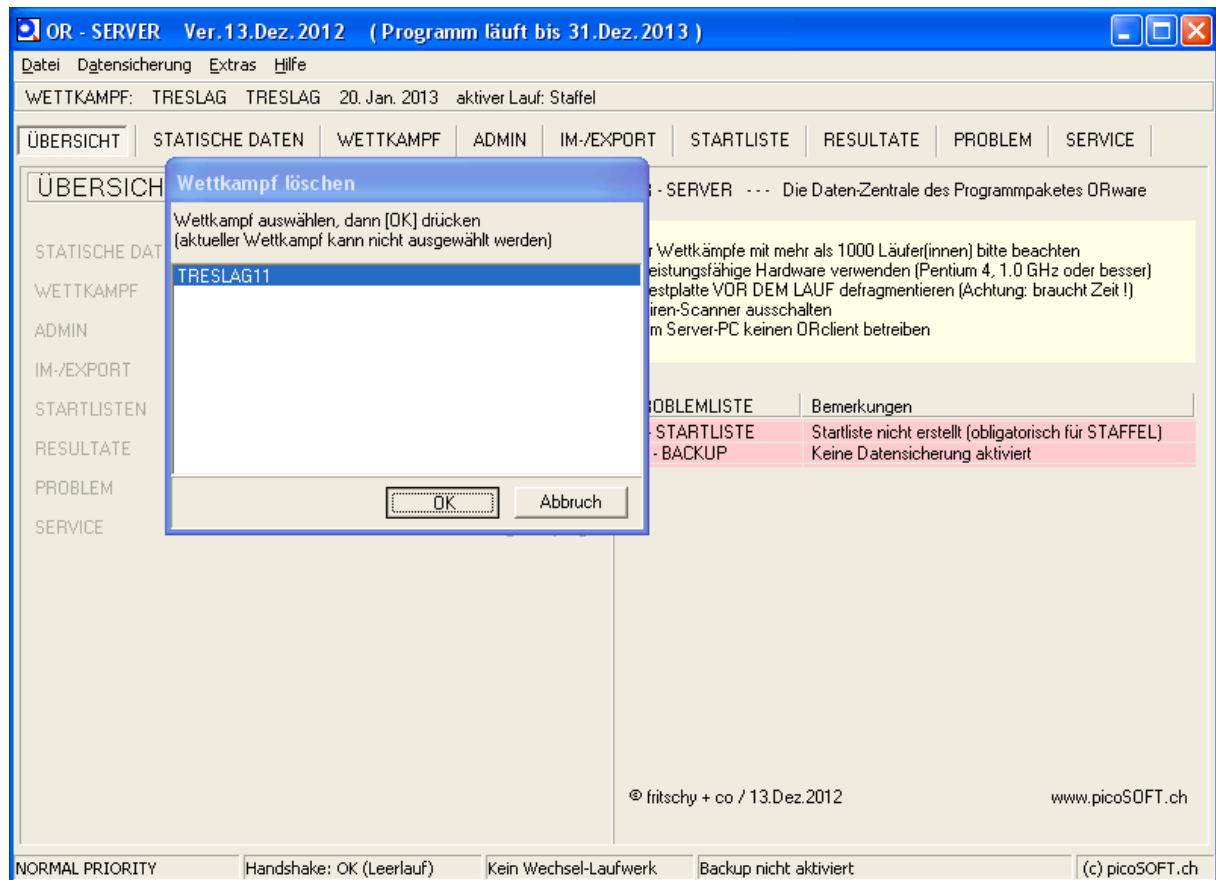 OR - SERVER Ver.13.Dez.2012 ( Programm läuft bis 31.Dez.2013 )
Datei Datensicherung Extras Hilfe
WETTKAMPF: TRESLAG TRESLAG 20. Jan. 2013 aktiver Lauf: Staffel
ÜBERSICHT STATISCHE DATEN WETTKAMPF ADMIN IM-/EXPORT STARTLISTE RESULTATE PROBLEM SERVICE
ÜBERSICH
STATISCHE DAT
WETTKAMPF
ADMIN
IM-/EXPORT
STARTLISTEN
RESULTATE
PROBLEM
SERVICE
Wettkampf löschen
Wettkampf auswählen, dann [OK] drücken
(aktueller Wettkampf kann nicht ausgewählt werden)
TRESLAG11
OK Abbruch
- SERVER --- Die Daten-Zentrale des Programmpaketes ORware
r Wettkämpfe mit mehr als 1000 Läufer(innen) bitte beachten
eistungsfähige Hardware verwenden (Pentium 4, 1.0 GHz oder besser)
estplatte VOR DEM LAUF defragmentieren (Achtung: braucht Zeit !)
iren-Scanner ausschalten
m Server-PC keinen ORclient betreiben
OBLEMLISTE Bemerkungen
- STARTLISTE Startliste nicht erstellt (obligatorisch für STAFFEL)
- BACKUP Keine Datensicherung aktiviert
© fritschy + co / 13.Dez.2012 www.picoSOFT.ch
NORMAL PRIORITY Handshake: OK (Leerlauf) Kein Wechsel-Laufwerk Backup nicht aktiviert (c) picoSOFT.ch